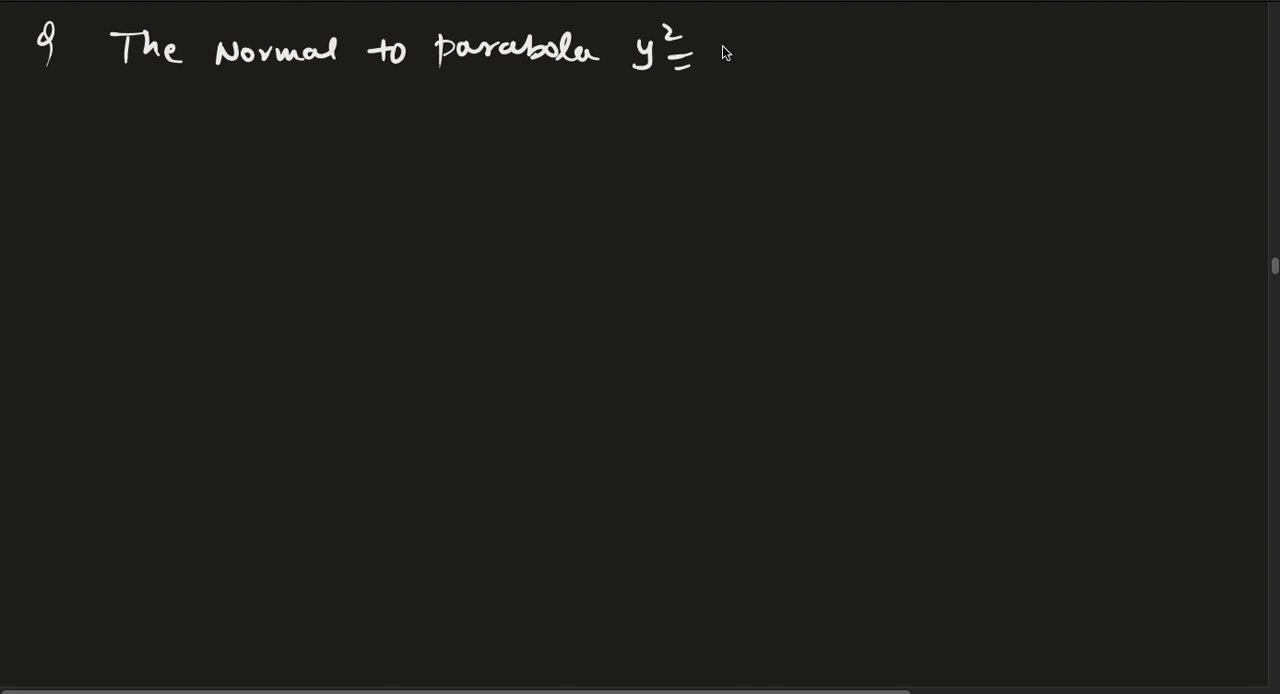 Q The Normal to parabola y² =